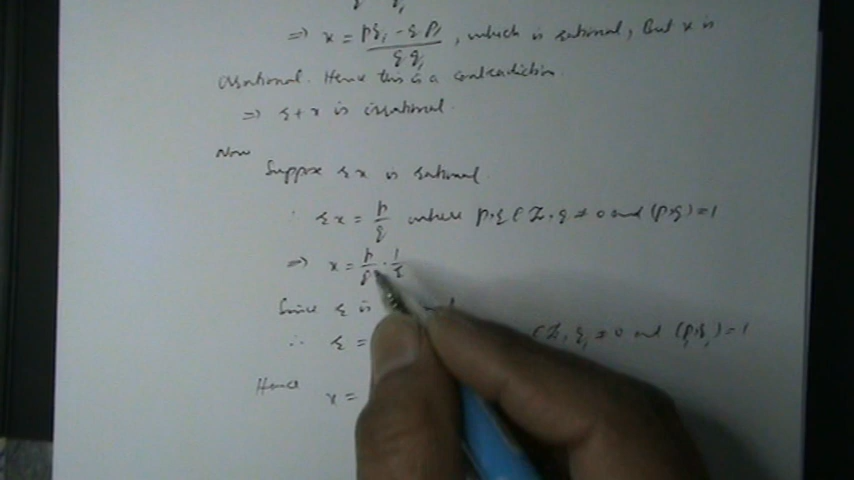 ⇒ x = (pq₁ - qp₁)/(qq₁), which is rational, But x is
irrational. Hence this is a contradiction.
⇒ r + x is irrational.
Now
Suppose rx is rational.
∴ rx = p/q where p, q ∈ Z, q ≠ 0 and (p, q) = 1
⇒ x = p/q · 1/r
Since r is
∴ r = ∈ Z, q₁ ≠ 0 and (p₁, q₁) = 1
Hence x =